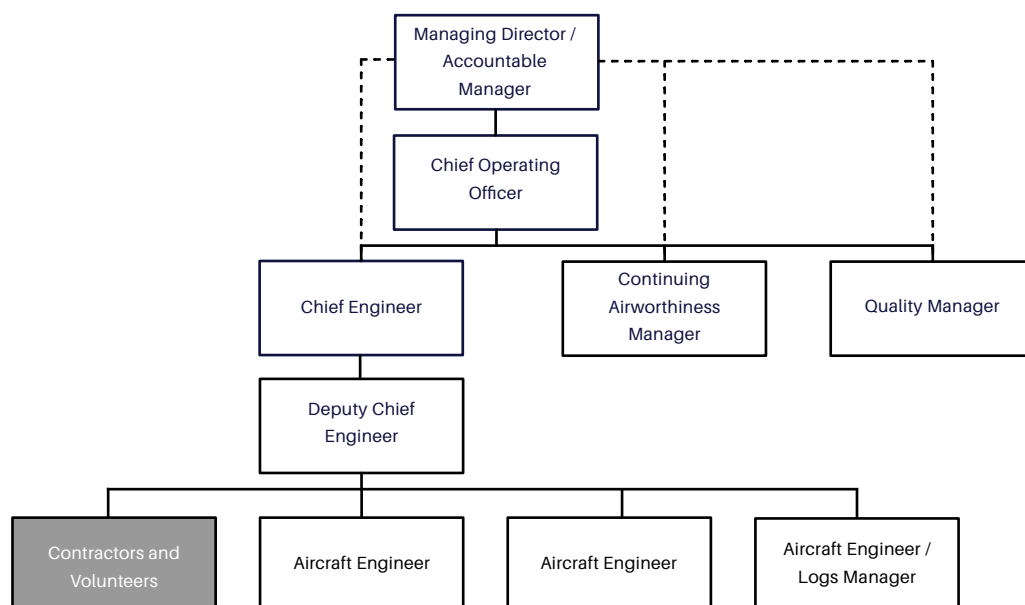 Managing Director /
Accountable
Manager
Chief Operating
Officer
Chief Engineer
Continuing
Airworthiness
Manager
Quality Manager
Deputy Chief
Engineer
Contractors and
Volunteers
Aircraft Engineer
Aircraft Engineer
Aircraft Engineer /
Logs Manager